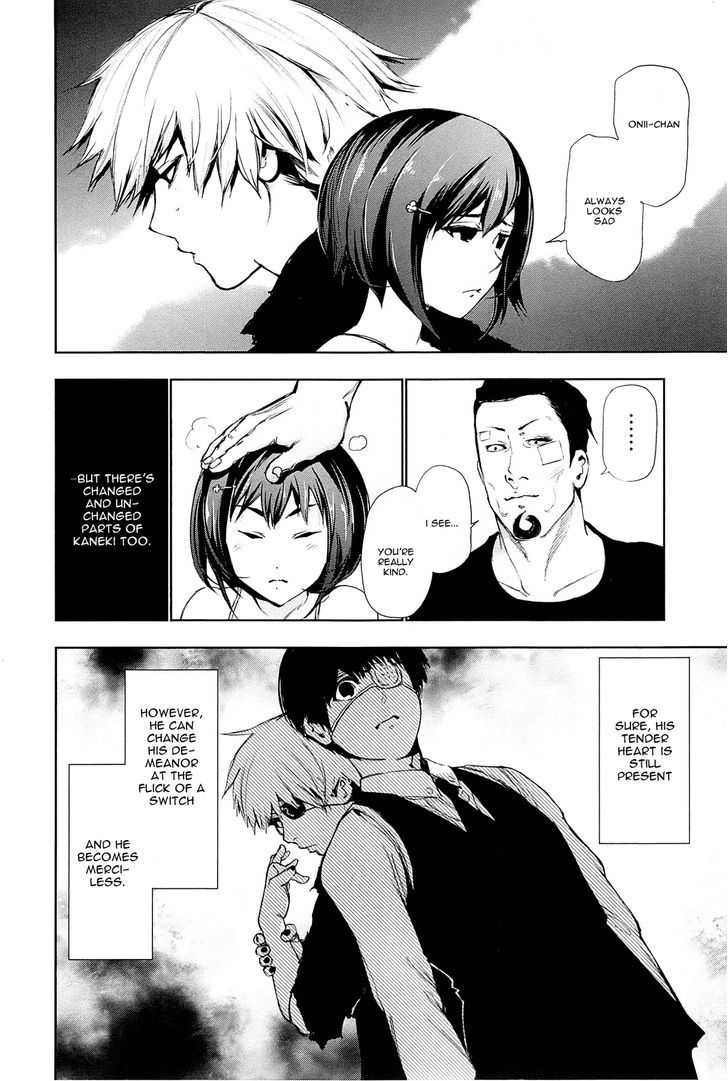 ONII-CHAN
ALWAYS
LOOKS
SAD
......
I SEE...
YOU'RE
REALLY
KIND.
-BUT THERE'S
CHANGED
AND UN-
CHANGED
PARTS OF
KANEKI TOO.
FOR
SURE, HIS
TENDER
HEART IS
STILL
PRESENT
HOWEVER,
HE CAN
CHANGE
HIS DE-
MEANOR
AT THE
FLICK OF A
SWITCH
AND HE
BECOMES
MERCI-
LESS.